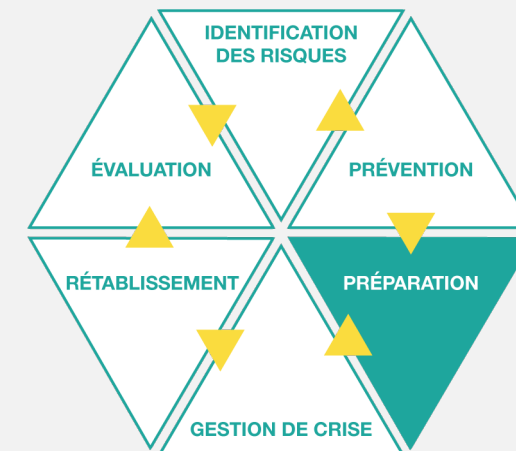 IDENTIFICATION
DES RISQUES
ÉVALUATION
PRÉVENTION
RÉTABLISSEMENT
PRÉPARATION
GESTION DE CRISE